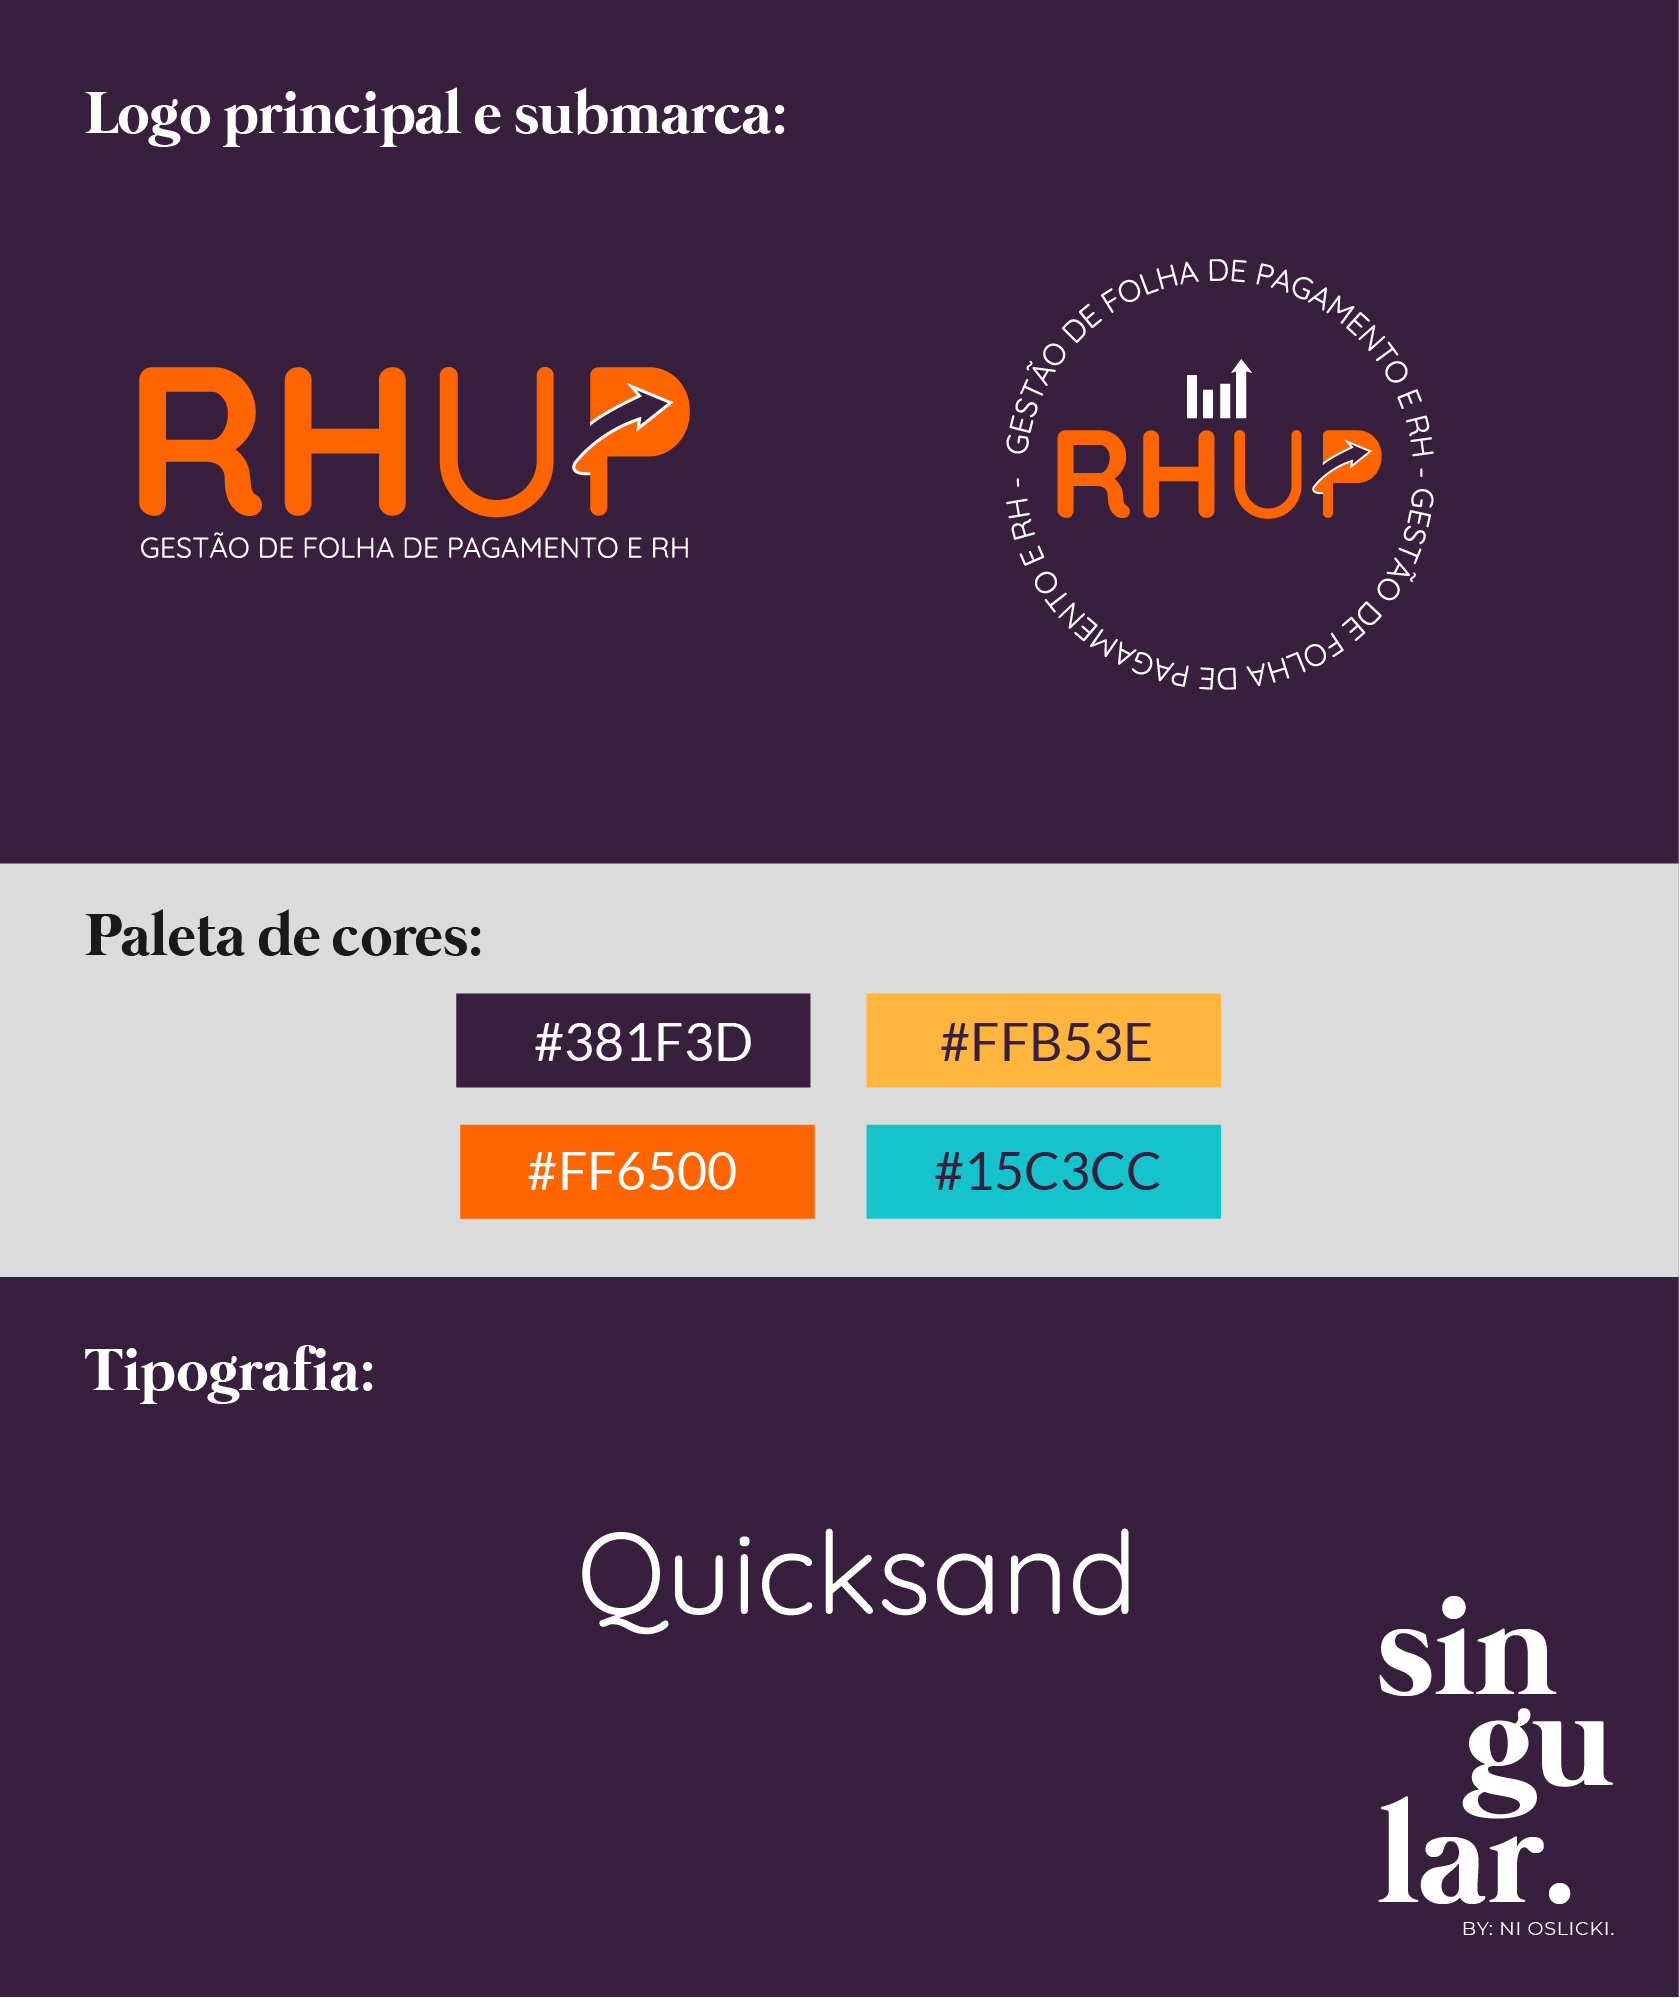 Logo principal e submarca:
RHUP
GESTÃO DE FOLHA DE PAGAMENTO E RH
GESTÃO DE FOLHA DE PAGAMENTO E RH - GESTÃO DE FOLHA DE PAGAMENTO E RH -
RHUP
Paleta de cores:
#381F3D
#FFB53E
#FF6500
#15C3CC
Tipografia:
Quicksand
sin
gu
lar.
BY: NI OSLICKI.